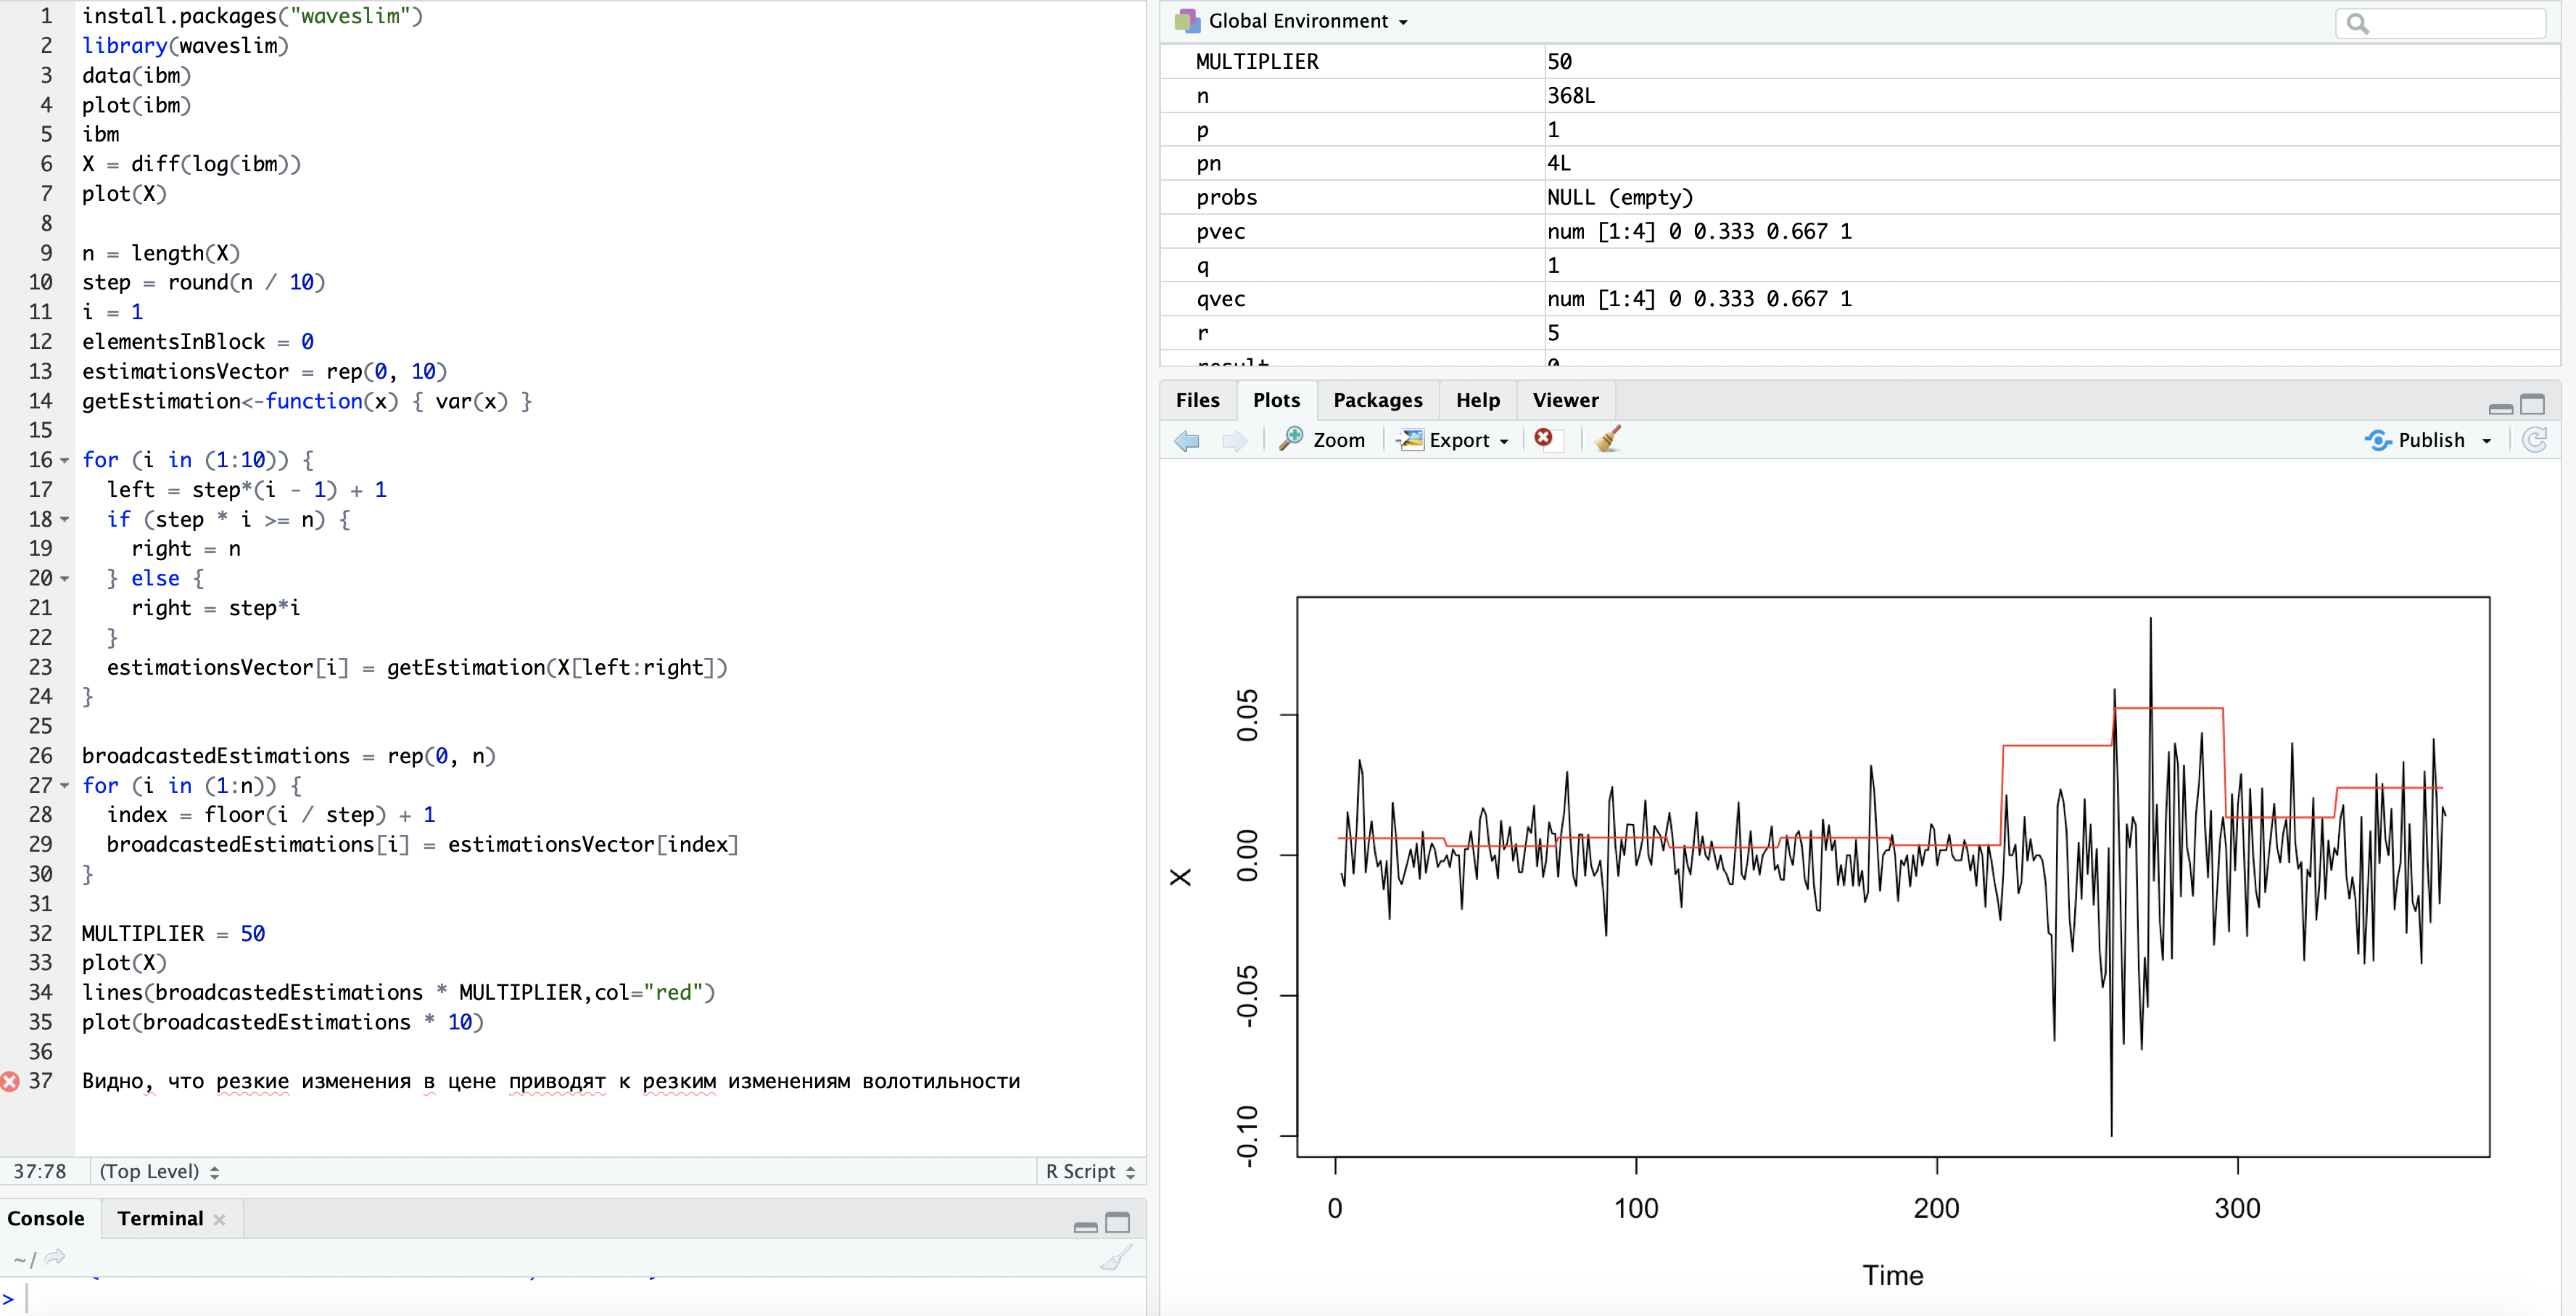 1 install.packages("waveslim")
2 library(waveslim)
3 data(ibm)
4 plot(ibm)
5 ibm
6 X = diff(log(ibm))
7 plot(X)
8
9 n = length(X)
10 step = round(n / 10)
11 i = 1
12 elementsInBlock = 0
13 estimationsVector = rep(0, 10)
14 getEstimation<-function(x) { var(x) }
15
16 for (i in (1:10)) {
17 left = step*(i - 1) + 1
18 if (step * i >= n) {
19 right = n
20 } else {
21 right = step*i
22 }
23 estimationsVector[i] = getEstimation(X[left:right])
24 }
25
26 broadcastedEstimations = rep(0, n)
27 for (i in (1:n)) {
28 index = floor(i / step) + 1
29 broadcastedEstimations[i] = estimationsVector[index]
30 }
31
32 MULTIPLIER = 50
33 plot(X)
34 lines(broadcastedEstimations * MULTIPLIER,col="red")
35 plot(broadcastedEstimations * 10)
36
37 Видно, что резкие изменения в цене приводят к резким изменениям волотильности
37:78 (Top Level) R Script
Console Terminal
~/
>
Global Environment
MULTIPLIER 50
n 368L
p 1
pn 4L
probs NULL (empty)
pvec num [1:4] 0 0.333 0.667 1
q 1
qvec num [1:4] 0 0.333 0.667 1
r 5
result 0
Files Plots Packages Help Viewer
Zoom Export Publish
0.05
0.00
-0.05
-0.10
X
0 100 200 300
Time